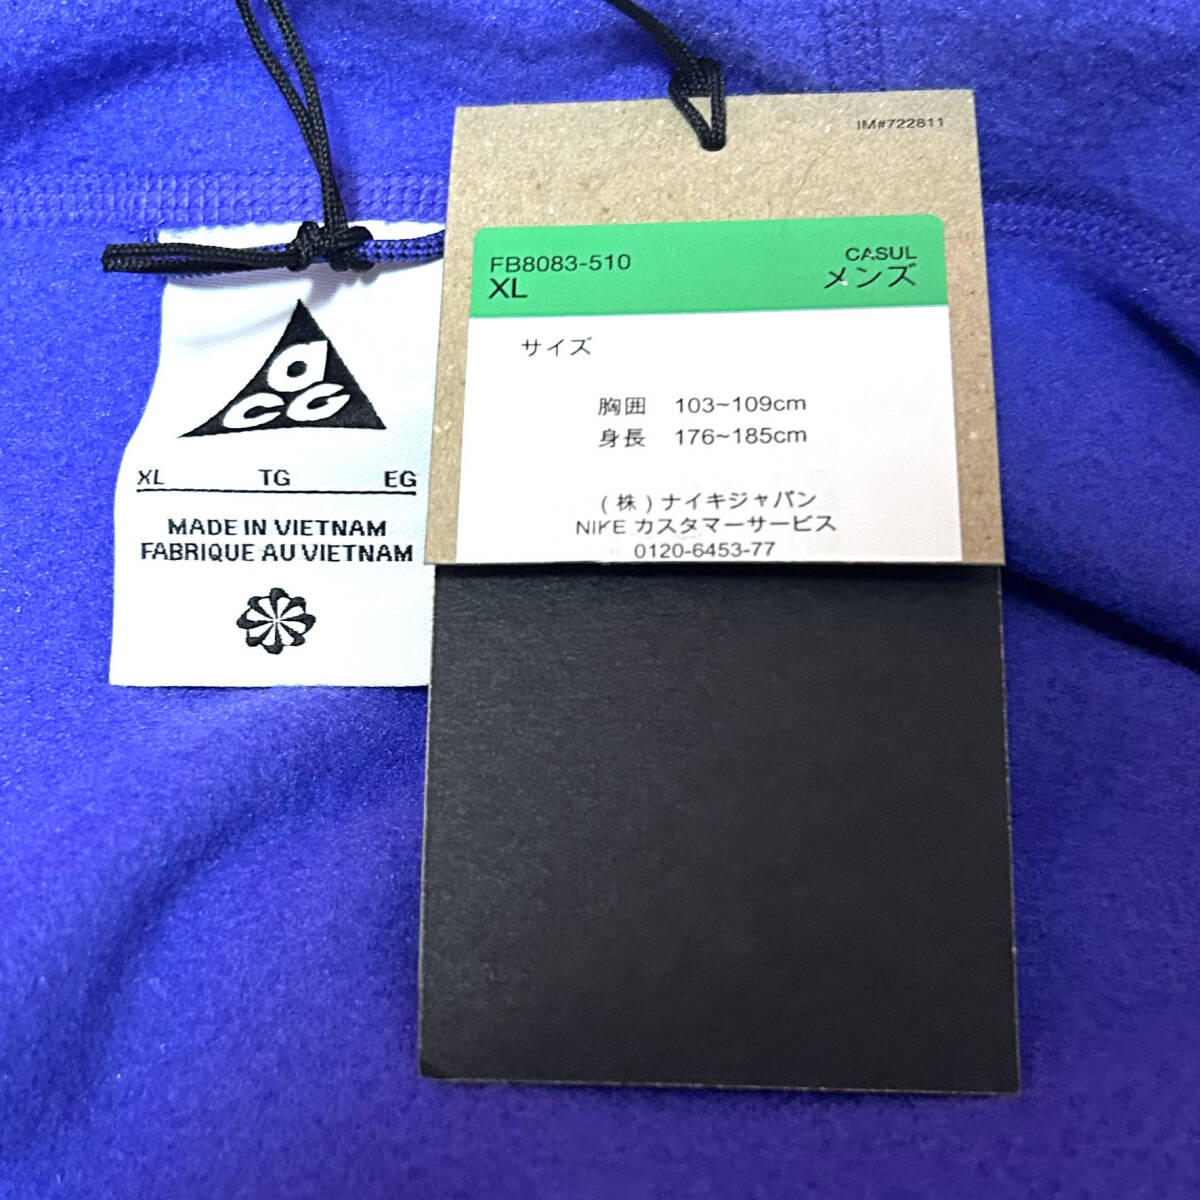 IM#722811
FB8083-510
CASUL
XL
メンズ
サイズ
胸囲 103~109cm
身長 176~185cm
(株)ナイキジャパン
NIKE カスタマーサービス
0120-6453-77
a
CG
XL TG EG
MADE IN VIETNAM
FABRIQUE AU VIETNAM